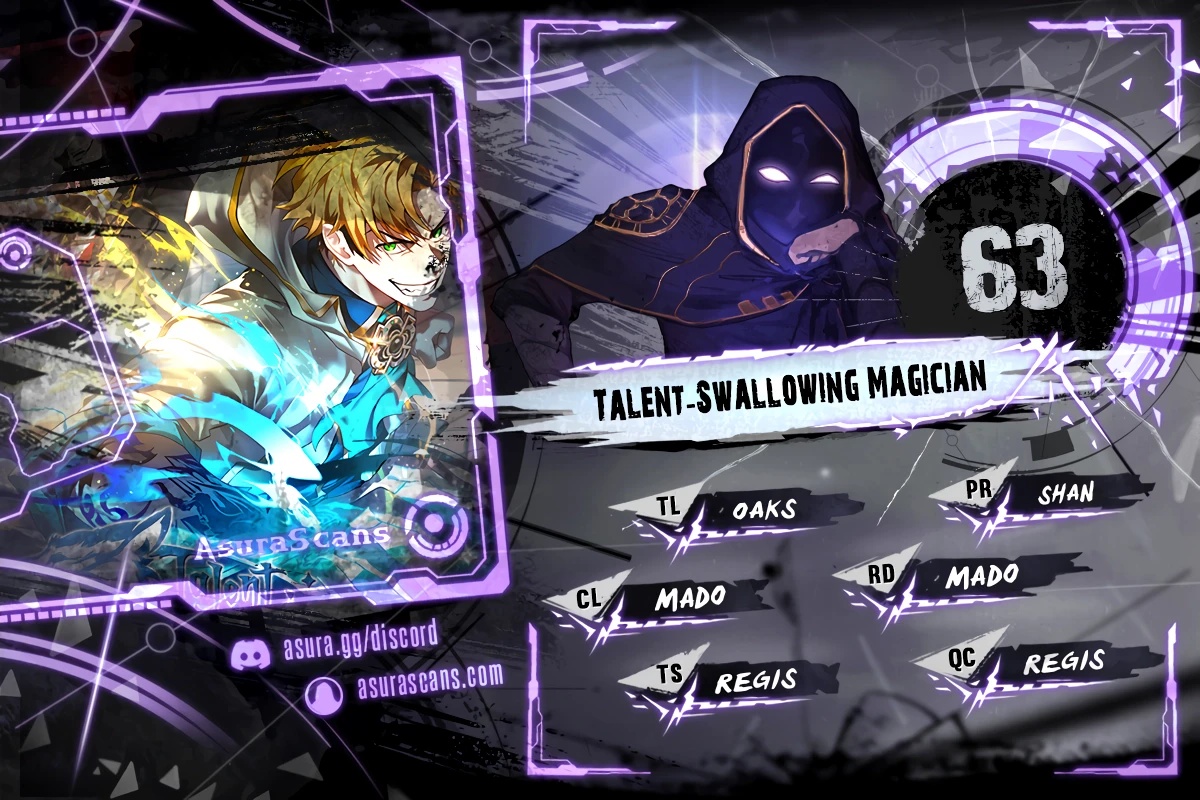 63
TALENT-SWALLOWING MAGICIAN
TL OAKS
PR SHAN
CL MADO
RD MADO
TS REGIS
QC REGIS
AsuraScans
Talent
asura.gg/discord
asurascans.com